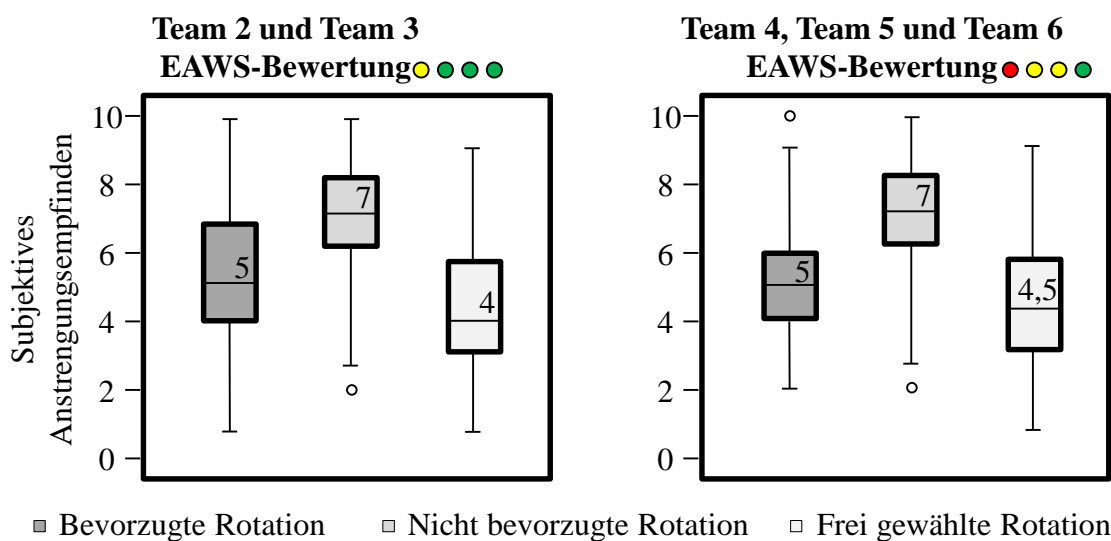 Team 2 und Team 3
EAWS-Bewertung
Team 4, Team 5 und Team 6
EAWS-Bewertung
Subjektives
Anstrengungsempfinden
10
8
6
4
2
0
5
7
4
10
8
6
4
2
0
5
7
4,5
Bevorzugte Rotation
Nicht bevorzugte Rotation
Frei gewählte Rotation